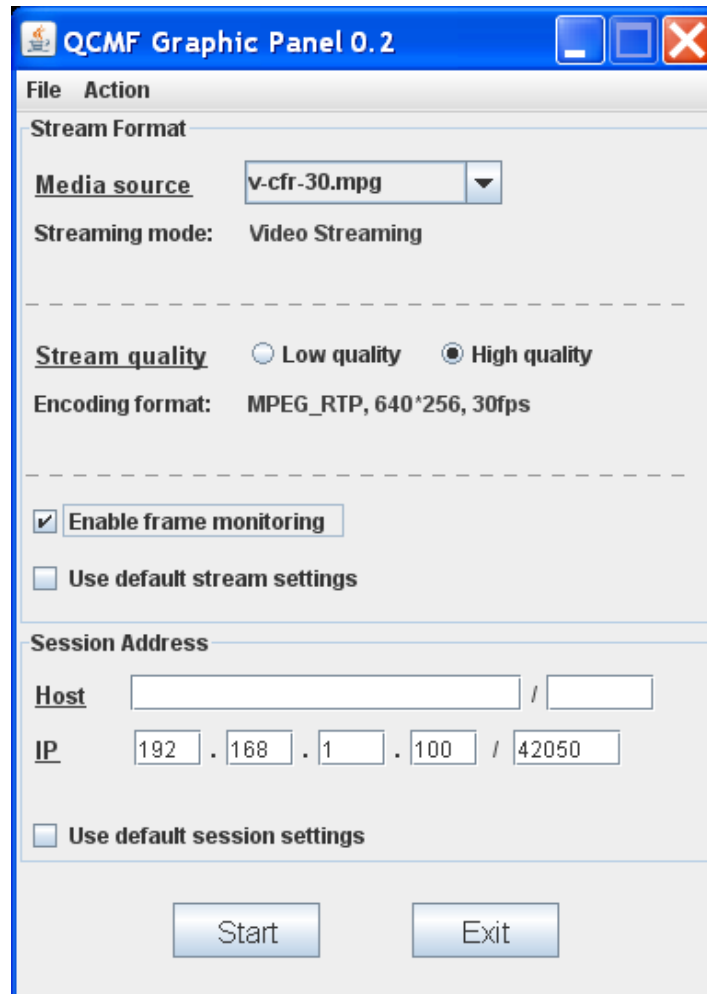 QCMF Graphic Panel 0.2
File Action
Stream Format
Media source v-cfr-30.mpg
Streaming mode: Video Streaming
Stream quality Low quality High quality
Encoding format: MPEG_RTP, 640*256, 30fps
Enable frame monitoring
Use default stream settings
Session Address
Host /
IP 192 . 168 . 1 . 100 / 42050
Use default session settings
Start Exit